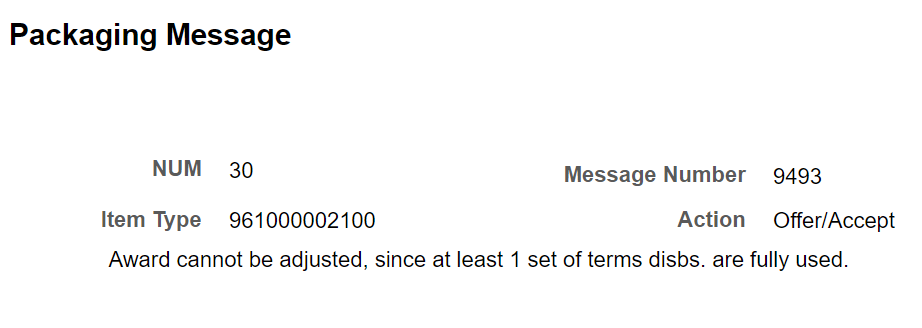 Packaging Message
NUM 30 Message Number 9493
Item Type 961000002100 Action Offer/Accept
Award cannot be adjusted, since at least 1 set of terms disbs. are fully used.